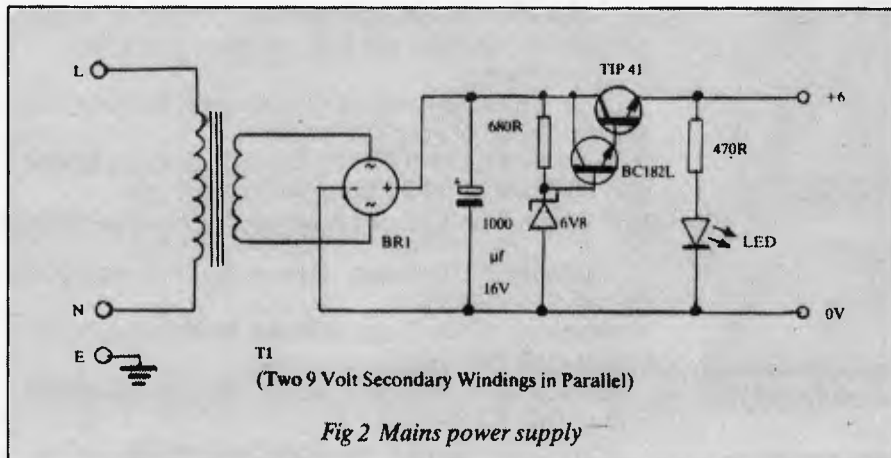 L
TIP 41
+6
680R
470R
BC182L
~
- +
~
BR1
+
1000
µf
16V
6V8
LED
N
0V
E
T1
(Two 9 Volt Secondary Windings in Parallel)
Fig 2 Mains power supply